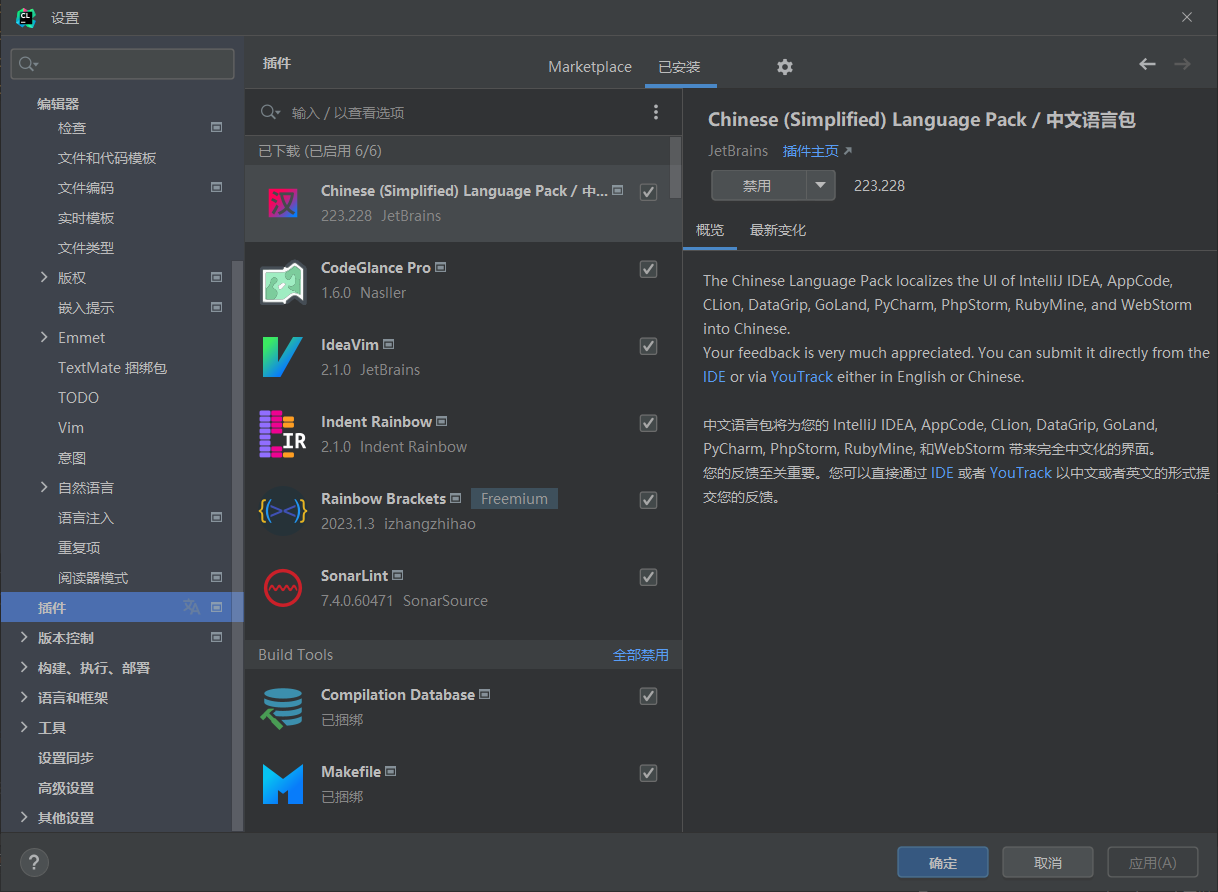 CL
设置
编辑器
检查
文件和代码模板
文件编码
实时模板
文件类型
版权
嵌入提示
Emmet
TextMate 捆绑包
TODO
Vim
意图
自然语言
语言注入
重复项
阅读器模式
插件
版本控制
构建、执行、部署
语言和框架
工具
设置同步
高级设置
其他设置
插件
Marketplace
已安装
输入 / 以查看选项
已下载 (已启用 6/6)
汉
Chinese (Simplified) Language Pack / 中...
223.228 JetBrains
CodeGlance Pro
1.6.0 Nasller
IdeaVim
2.1.0 JetBrains
IR
Indent Rainbow
2.1.0 Indent Rainbow
{(><)}
Rainbow Brackets Freemium
2023.1.3 izhangzhihao
SonarLint
7.4.0.60471 SonarSource
Build Tools 全部禁用
Compilation Database
已捆绑
Makefile
已捆绑
Chinese (Simplified) Language Pack / 中文语言包
JetBrains 插件主页
禁用 223.228
概览 最新变化
The Chinese Language Pack localizes the UI of IntelliJ IDEA, AppCode,
CLion, DataGrip, GoLand, PyCharm, PhpStorm, RubyMine, and WebStorm
into Chinese.
Your feedback is very much appreciated. You can submit it directly from the
IDE or via YouTrack either in English or Chinese.
中文语言包将为您的 IntelliJ IDEA, AppCode, CLion, DataGrip, GoLand,
PyCharm, PhpStorm, RubyMine, 和WebStorm 带来完全中文化的界面。
您的反馈至关重要。您可以直接通过 IDE 或者 YouTrack 以中文或者英文的形式提
交您的反馈。
?
确定
取消
应用(A)